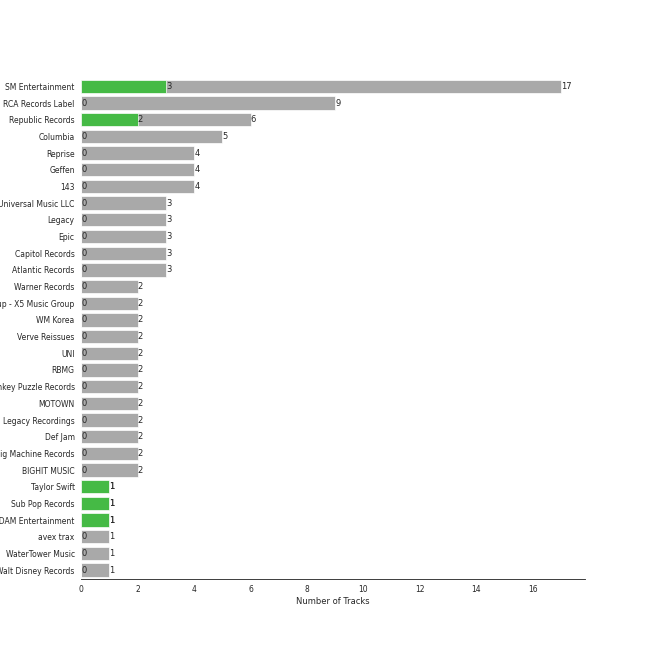 SM Entertainment 3 17
RCA Records Label 0 9
Republic Records 2 6
Columbia 0 5
Reprise 0 4
Geffen 0 4
143 0 4
Universal Music LLC 0 3
Legacy 0 3
Epic 0 3
Capitol Records 0 3
Atlantic Records 0 3
Warner Records 0 2
up - X5 Music Group 0 2
WM Korea 0 2
Verve Reissues 0 2
UNI 0 2
RBMG 0 2
nkey Puzzle Records 0 2
MOTOWN 0 2
Legacy Recordings 0 2
Def Jam 0 2
ig Machine Records 0 2
BIGHIT MUSIC 0 2
Taylor Swift 1
Sub Pop Records 1
DAM Entertainment 1
avex trax 0 1
WaterTower Music 0 1
Walt Disney Records 0 1
0 2 4 6 8 10 12 14 16
Number of Tracks